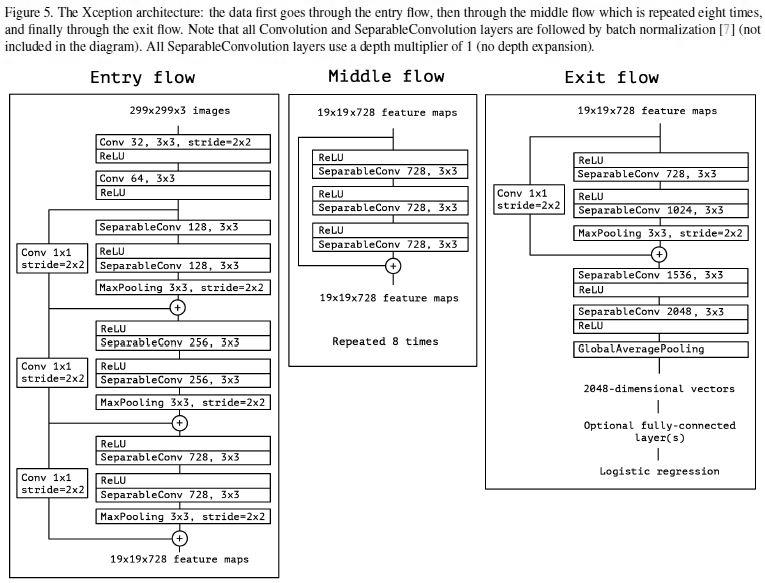 Figure 5. The Xception architecture: the data first goes through the entry flow, then through the middle flow which is repeated eight times,
and finally through the exit flow. Note that all Convolution and SeparableConvolution layers are followed by batch normalization [7] (not
included in the diagram). All SeparableConvolution layers use a depth multiplier of 1 (no depth expansion).
Entry flow
299x299x3 images
Conv 32, 3x3, stride=2x2
ReLU
Conv 64, 3x3
ReLU
SeparableConv 128, 3x3
Conv 1x1
stride=2x2
ReLU
SeparableConv 128, 3x3
MaxPooling 3x3, stride=2x2
+
ReLU
SeparableConv 256, 3x3
Conv 1x1
stride=2x2
ReLU
SeparableConv 256, 3x3
MaxPooling 3x3, stride=2x2
+
ReLU
SeparableConv 728, 3x3
Conv 1x1
stride=2x2
ReLU
SeparableConv 728, 3x3
MaxPooling 3x3, stride=2x2
+
19x19x728 feature maps
Middle flow
19x19x728 feature maps
ReLU
SeparableConv 728, 3x3
ReLU
SeparableConv 728, 3x3
ReLU
SeparableConv 728, 3x3
+
19x19x728 feature maps
Repeated 8 times
Exit flow
19x19x728 feature maps
ReLU
SeparableConv 728, 3x3
Conv 1x1
stride=2x2
ReLU
SeparableConv 1024, 3x3
MaxPooling 3x3, stride=2x2
+
SeparableConv 1536, 3x3
ReLU
SeparableConv 2048, 3x3
ReLU
GlobalAveragePooling
2048-dimensional vectors
Optional fully-connected
layer(s)
Logistic regression